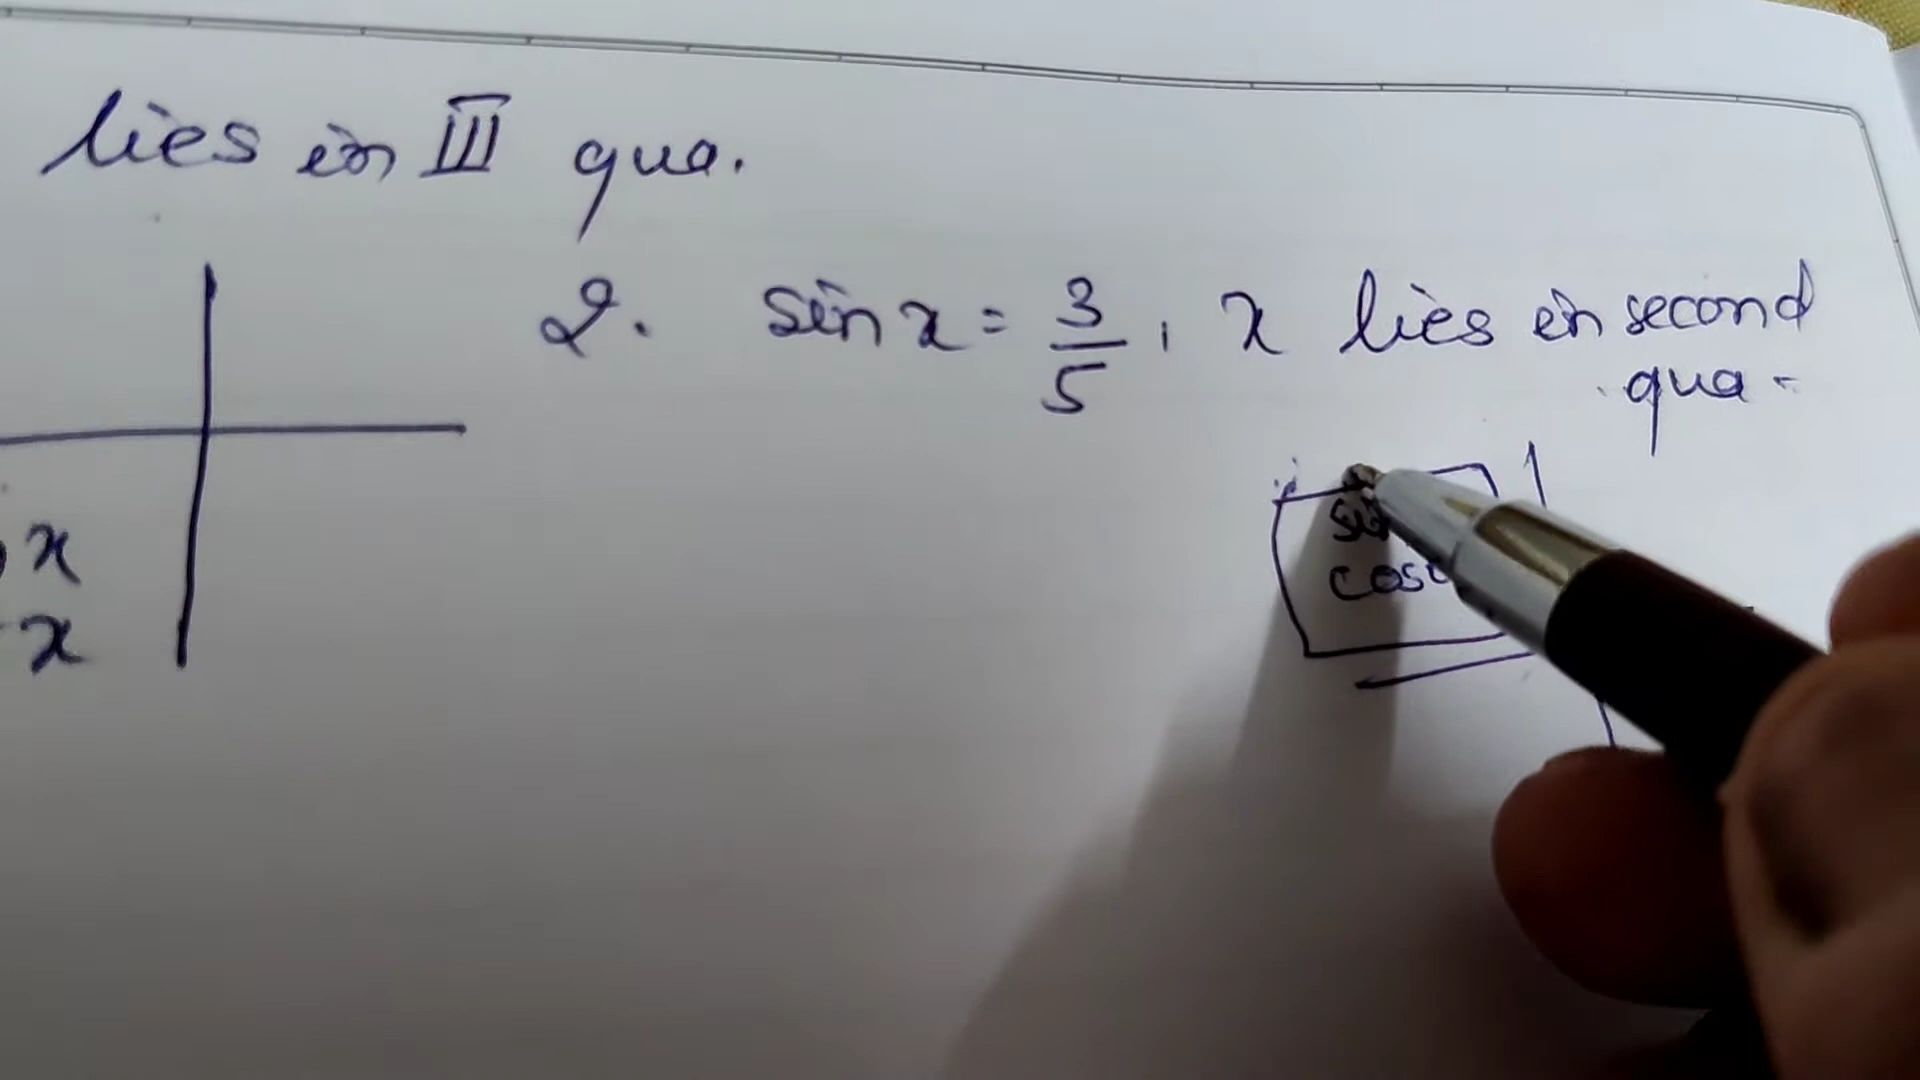 lies in III qua.
2. sin x = 3/5, x lies in second
qua-
x
x